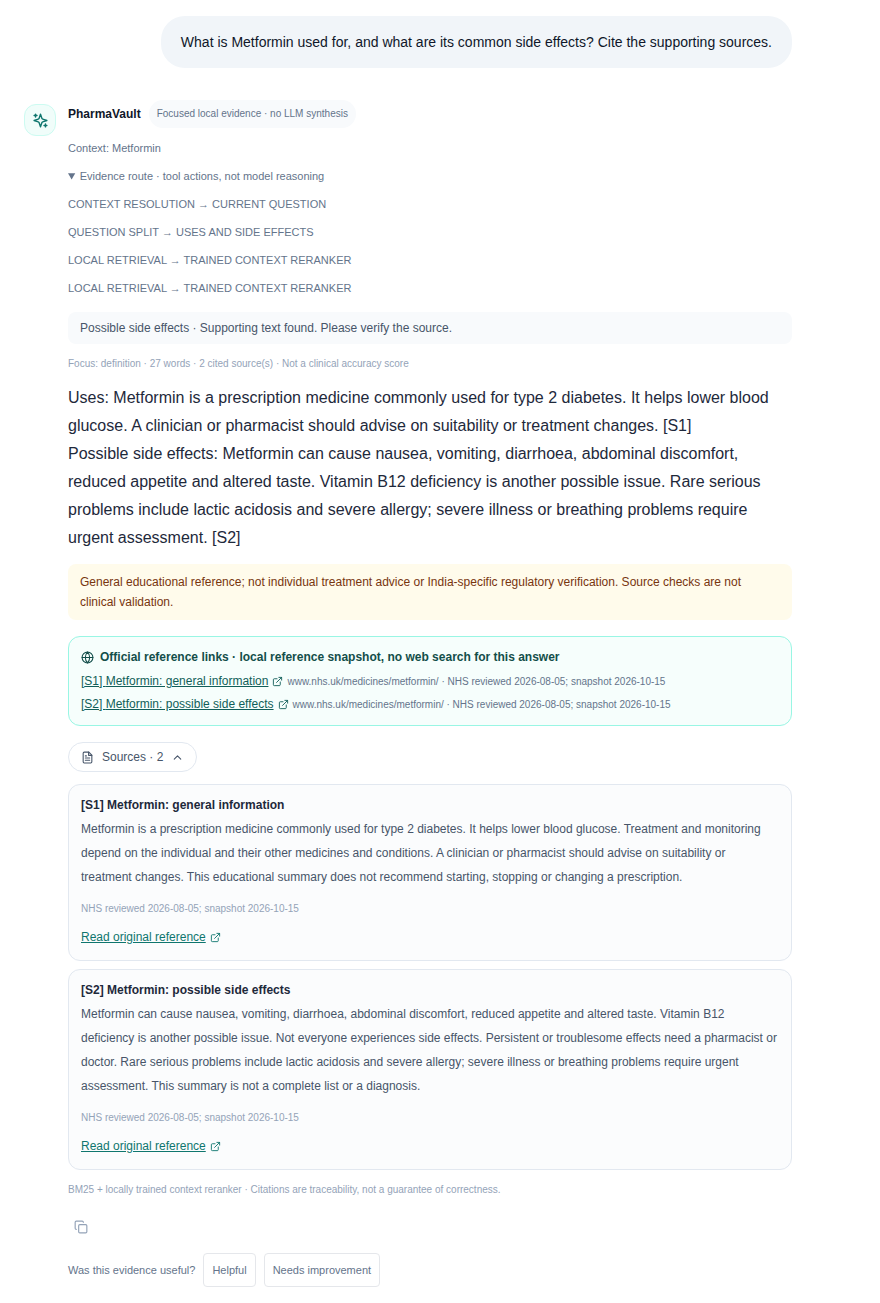 What is Metformin used for, and what are its common side effects? Cite the supporting sources.
PharmaVault Focused local evidence · no LLM synthesis
Context: Metformin
▼ Evidence route · tool actions, not model reasoning
CONTEXT RESOLUTION → CURRENT QUESTION
QUESTION SPLIT → USES AND SIDE EFFECTS
LOCAL RETRIEVAL → TRAINED CONTEXT RERANKER
LOCAL RETRIEVAL → TRAINED CONTEXT RERANKER
Possible side effects · Supporting text found. Please verify the source.
Focus: definition · 27 words · 2 cited source(s) · Not a clinical accuracy score
Uses: Metformin is a prescription medicine commonly used for type 2 diabetes. It helps lower blood
glucose. A clinician or pharmacist should advise on suitability or treatment changes. [S1]
Possible side effects: Metformin can cause nausea, vomiting, diarrhoea, abdominal discomfort,
reduced appetite and altered taste. Vitamin B12 deficiency is another possible issue. Rare serious
problems include lactic acidosis and severe allergy; severe illness or breathing problems require
urgent assessment. [S2]
General educational reference; not individual treatment advice or India-specific regulatory verification. Source checks are not
clinical validation.
Official reference links · local reference snapshot, no web search for this answer
[S1] Metformin: general information www.nhs.uk/medicines/metformin/ · NHS reviewed 2026-08-05; snapshot 2026-10-15
[S2] Metformin: possible side effects www.nhs.uk/medicines/metformin/ · NHS reviewed 2026-08-05; snapshot 2026-10-15
Sources · 2
[S1] Metformin: general information
Metformin is a prescription medicine commonly used for type 2 diabetes. It helps lower blood glucose. Treatment and monitoring
depend on the individual and their other medicines and conditions. A clinician or pharmacist should advise on suitability or
treatment changes. This educational summary does not recommend starting, stopping or changing a prescription.
NHS reviewed 2026-08-05; snapshot 2026-10-15
Read original reference
[S2] Metformin: possible side effects
Metformin can cause nausea, vomiting, diarrhoea, abdominal discomfort, reduced appetite and altered taste. Vitamin B12
deficiency is another possible issue. Not everyone experiences side effects. Persistent or troublesome effects need a pharmacist or
doctor. Rare serious problems include lactic acidosis and severe allergy; severe illness or breathing problems require urgent
assessment. This summary is not a complete list or a diagnosis.
NHS reviewed 2026-08-05; snapshot 2026-10-15
Read original reference
BM25 + locally trained context reranker · Citations are traceability, not a guarantee of correctness.
Was this evidence useful? Helpful Needs improvement